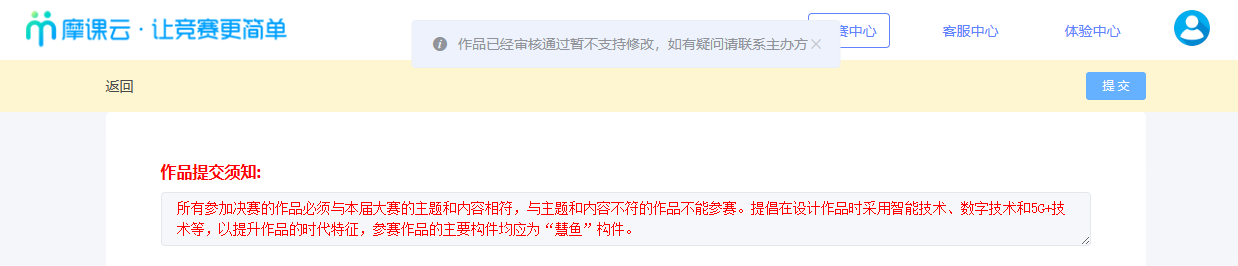 摩课云·让竞赛更简单
作品已经审核通过暂不支持修改，如有疑问请联系主办方
赛中心
客服中心
体验中心
返回
提交
作品提交须知:
所有参加决赛的作品必须与本届大赛的主题和内容相符，与主题和内容不符的作品不能参赛。提倡在设计作品时采用智能技术、数字技术和5G+技
术等，以提升作品的时代特征，参赛作品的主要构件均应为“慧鱼”构件。